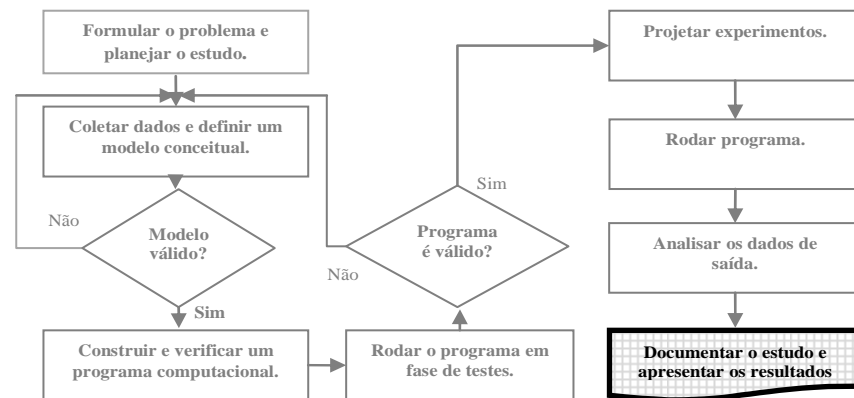 Formular o problema e
planejar o estudo.
Coletar dados e definir um
modelo conceitual.
Não
Modelo
válido?
Sim
Construir e verificar um
programa computacional.
Rodar o programa em
fase de testes.
Programa
é válido?
Não
Sim
Projetar experimentos.
Rodar programa.
Analisar os dados de
saída.
Documentar o estudo e
apresentar os resultados